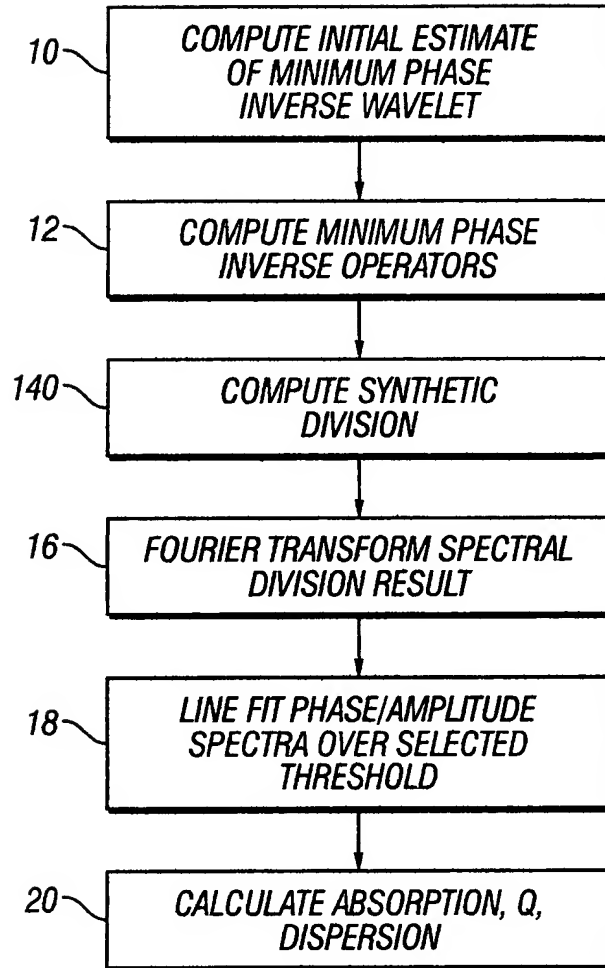 10
COMPUTE INITIAL ESTIMATE
OF MINIMUM PHASE
INVERSE WAVELET
12
COMPUTE MINIMUM PHASE
INVERSE OPERATORS
140
COMPUTE SYNTHETIC
DIVISION
16
FOURIER TRANSFORM SPECTRAL
DIVISION RESULT
18
LINE FIT PHASE/AMPLITUDE
SPECTRA OVER SELECTED
THRESHOLD
20
CALCULATE ABSORPTION, Q,
DISPERSION